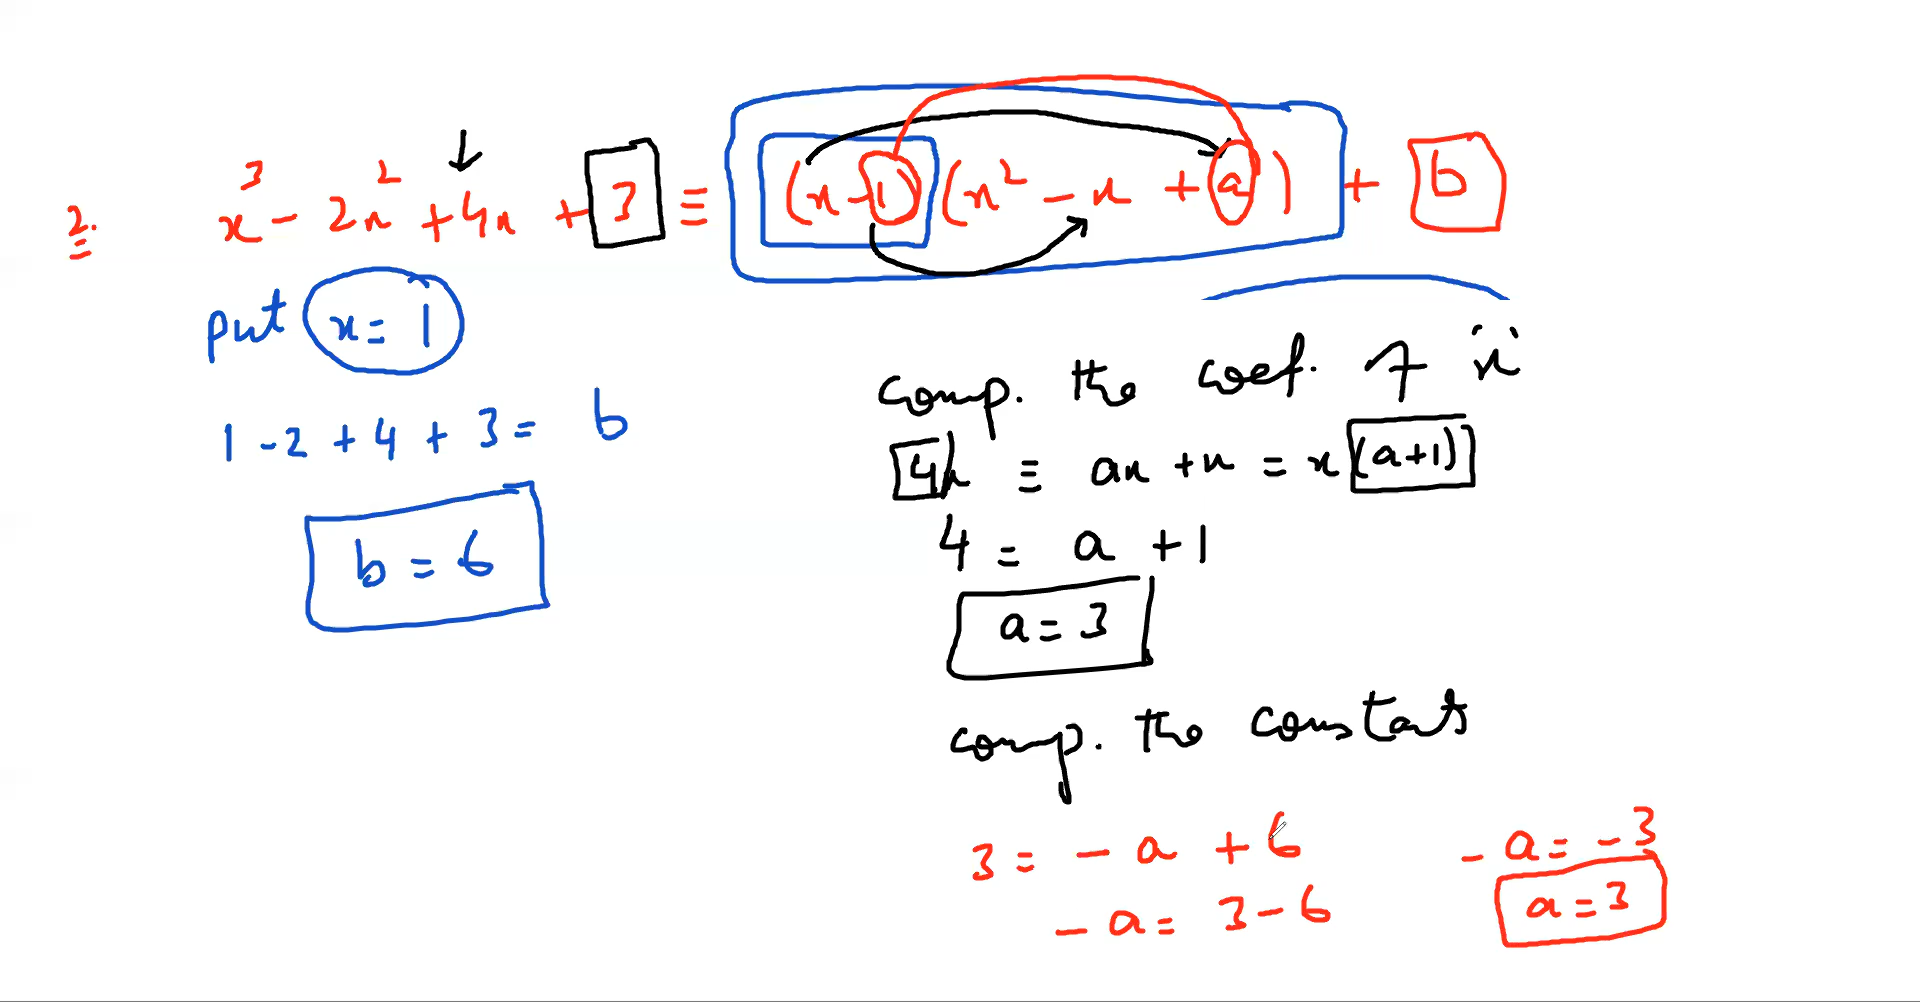 2. x³ - 2x² + 4x + 3 ≡ (x - 1) (x² - x + a) + b
put x = 1
1 - 2 + 4 + 3 = b
b = 6
comp. the coef. of "x"
4x ≡ ax + x = x (a+1)
4 = a + 1
a = 3
comp. the constant
3 = - a + 6
- a = 3 - 6
- a = - 3
a = 3